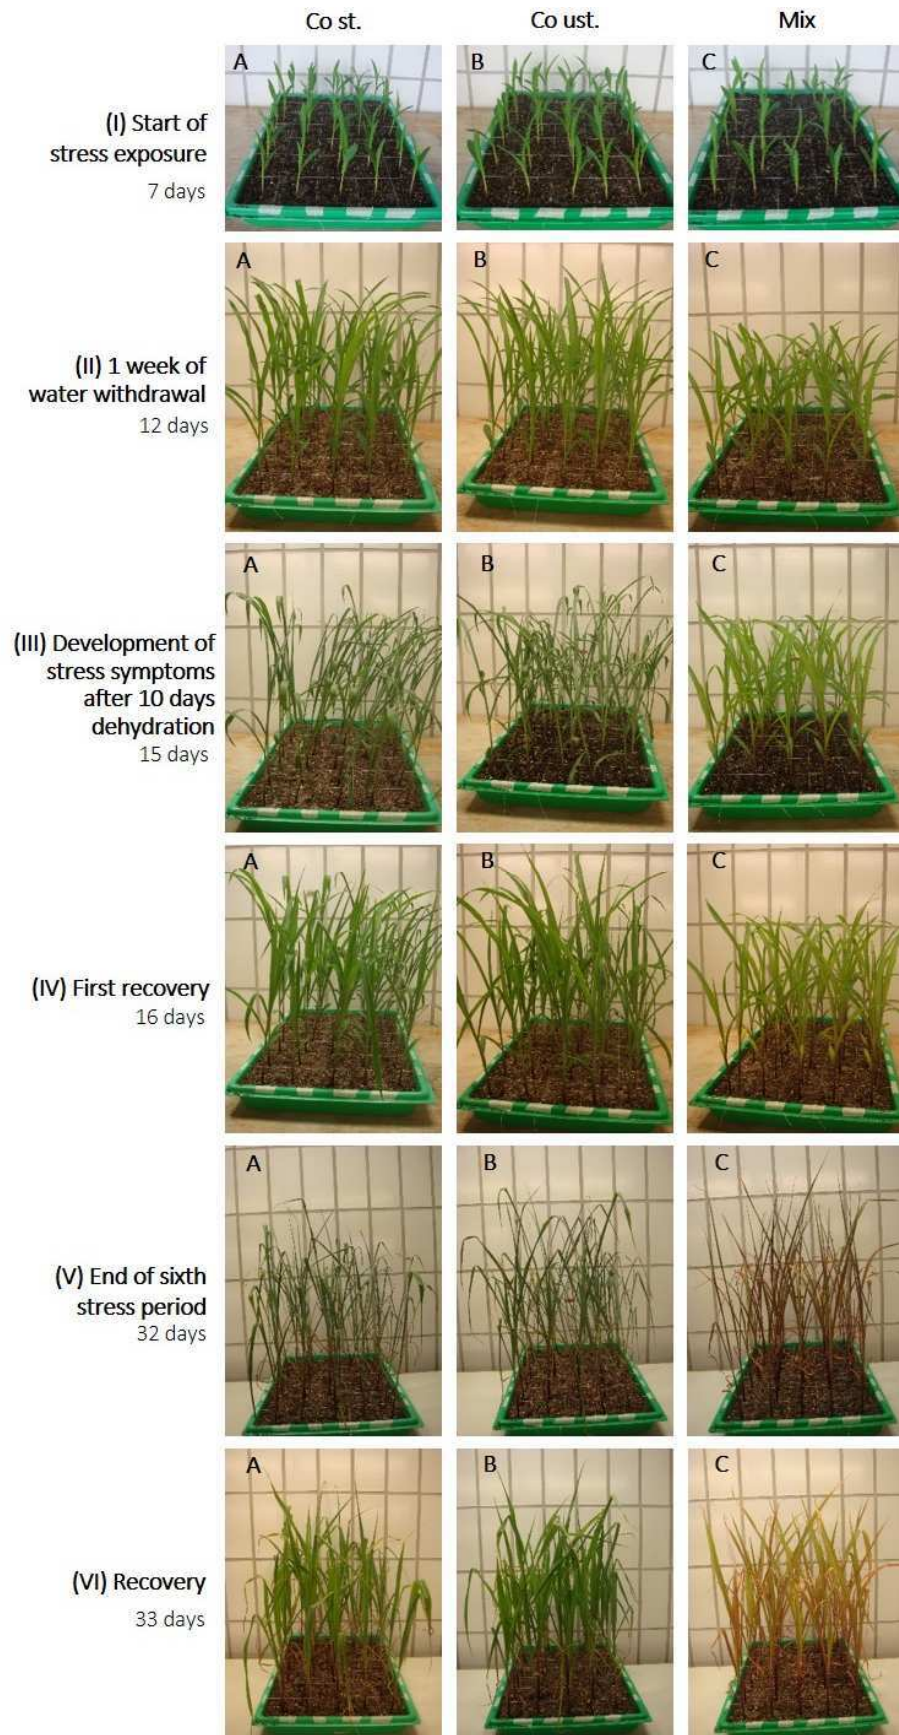 Co st.
Co ust.
Mix
A
B
C
(I) Start of
stress exposure
7 days
A
B
C
(II) 1 week of
water withdrawal
12 days
A
B
C
(III) Development of
stress symptoms
after 10 days
dehydration
15 days
A
B
C
(IV) First recovery
16 days
A
B
C
(V) End of sixth
stress period
32 days
A
B
C
(VI) Recovery
33 days